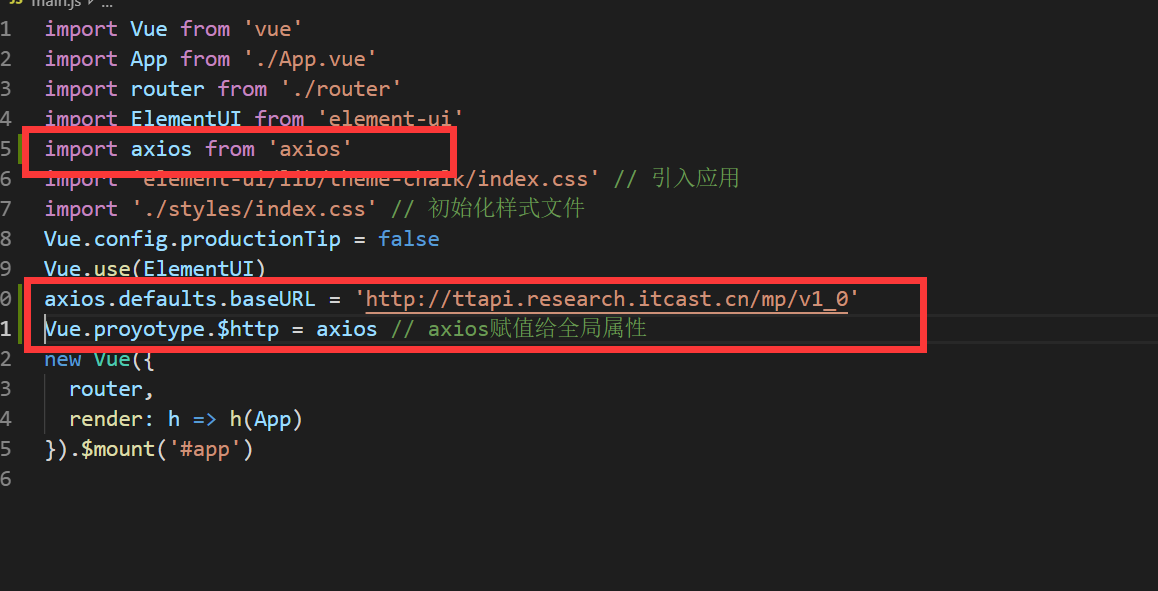 JS main.js > ...
1 import Vue from 'vue'
2 import App from './App.vue'
3 import router from './router'
4 import ElementUI from 'element-ui'
5 import axios from 'axios'
6 import 'element-ui/lib/theme-chalk/index.css' // 引入应用
7 import './styles/index.css' // 初始化样式文件
8 Vue.config.productionTip = false
9 Vue.use(ElementUI)
0 axios.defaults.baseURL = 'http://ttapi.research.itcast.cn/mp/v1_0'
1 Vue.proyotype.$http = axios // axios赋值给全局属性
2 new Vue({
3 router,
4 render: h => h(App)
5 }).$mount('#app')
6